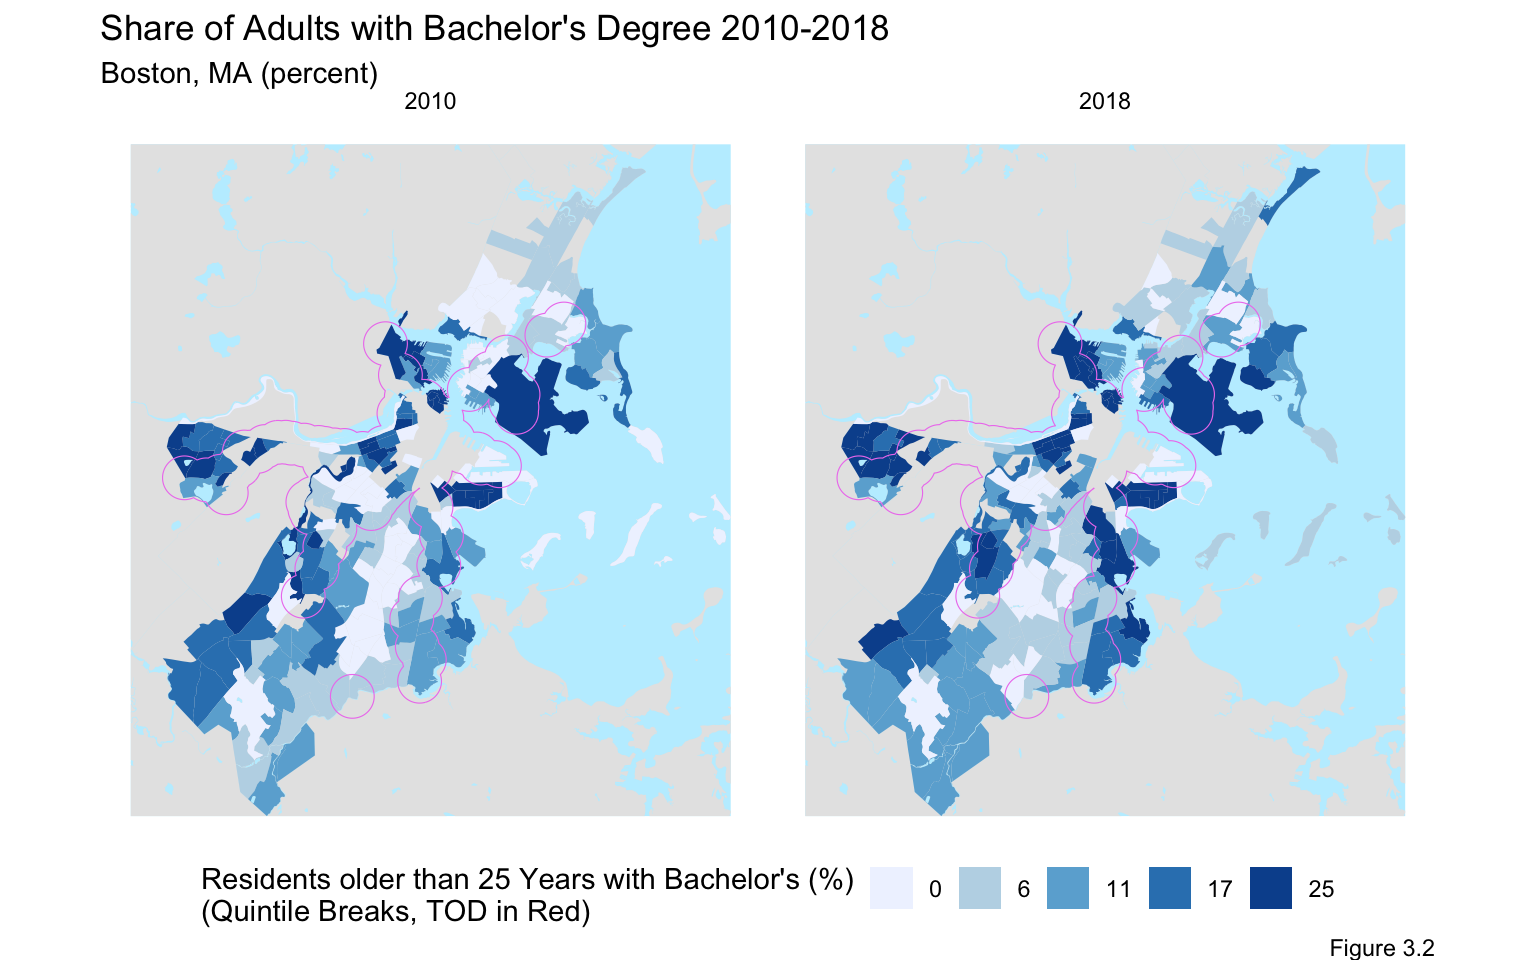 Share of Adults with Bachelor's Degree 2010-2018
Boston, MA (percent)
2010
2018
Residents older than 25 Years with Bachelor's (%)
(Quintile Breaks, TOD in Red)
0
6
11
17
25
Figure 3.2